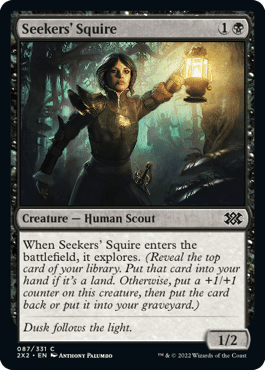 Seekers' Squire 1
Creature — Human Scout
When Seekers' Squire enters the
battlefield, it explores. (Reveal the top
card of your library. Put that card into your
hand if it's a land. Otherwise, put a +1/+1
counter on this creature, then put the card
back or put it into your graveyard.)
Dusk follows the light.
1/2
087/331 C
2X2 • EN Anthony Palumbo
™ & © 2022 Wizards of the Coast